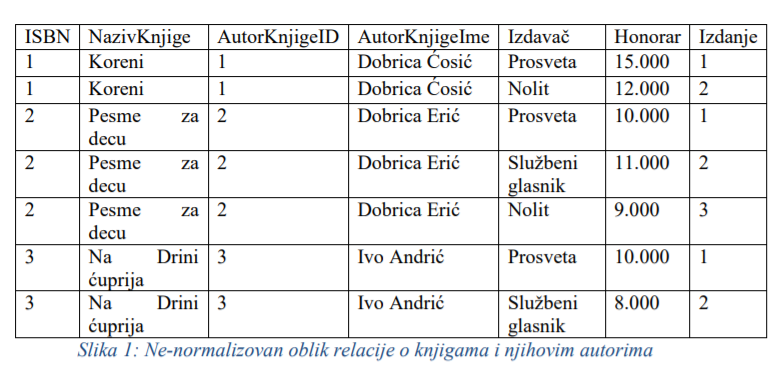 ISBN NazivKnjige AutorKnjigeID AutorKnjigeIme Izdavač Honorar Izdanje
1 Koreni 1 Dobrica Ćosić Prosveta 15.000 1
1 Koreni 1 Dobrica Ćosić Nolit 12.000 2
2 Pesme za 2 Dobrica Erić Prosveta 10.000 1
decu
2 Pesme za 2 Dobrica Erić Službeni 11.000 2
decu glasnik
2 Pesme za 2 Dobrica Erić Nolit 9.000 3
decu
3 Na Drini 3 Ivo Andrić Prosveta 10.000 1
ćuprija
3 Na Drini 3 Ivo Andrić Službeni 8.000 2
ćuprija glasnik
Slika 1: Ne-normalizovan oblik relacije o knjigama i njihovim autorima